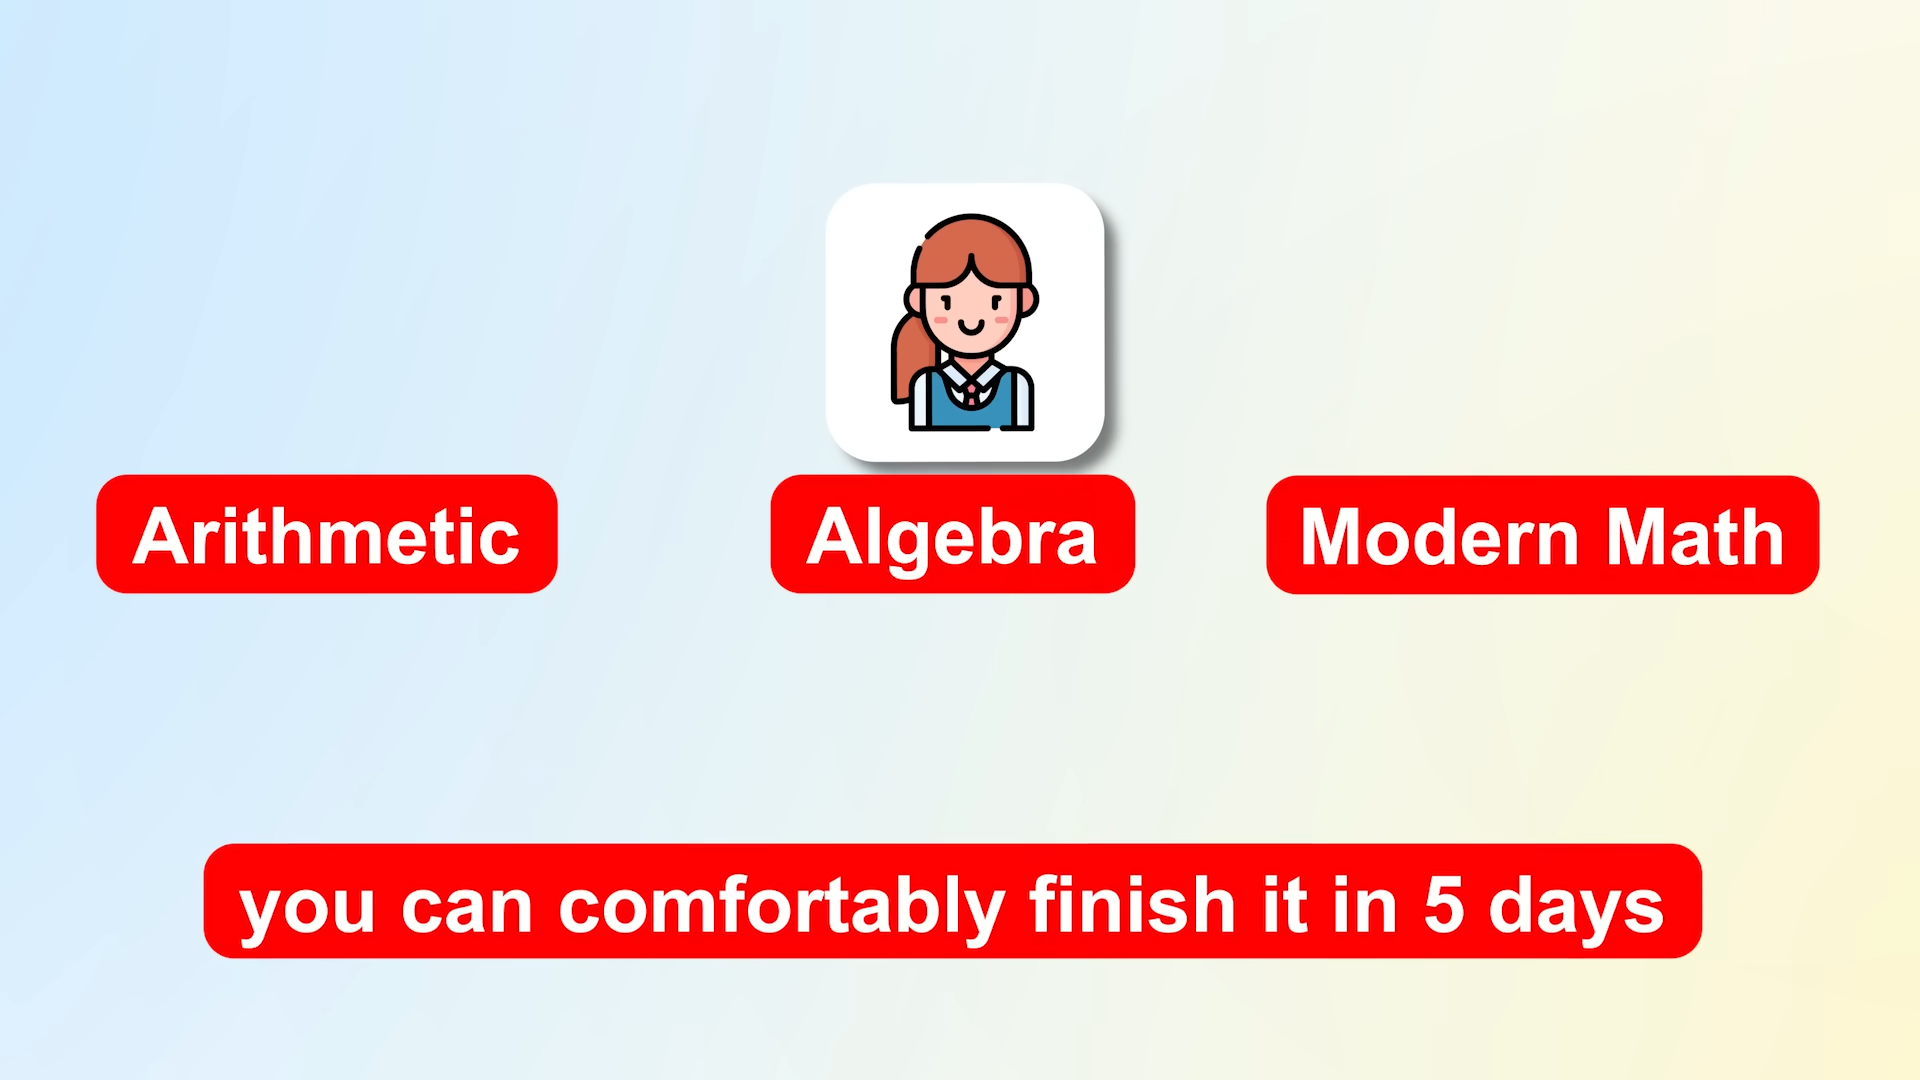 Arithmetic
Algebra
Modern Math
you can comfortably finish it in 5 days